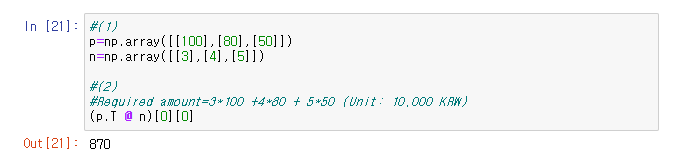 In [21]: #(1)
p=np.array([[100],[80],[50]])
n=np.array([[3],[4],[5]])
#(2)
#Required amount=3*100 +4*80 + 5*50 (Unit: 10,000 KRW)
(p.T @ n)[0][0]
Out[21]: 870